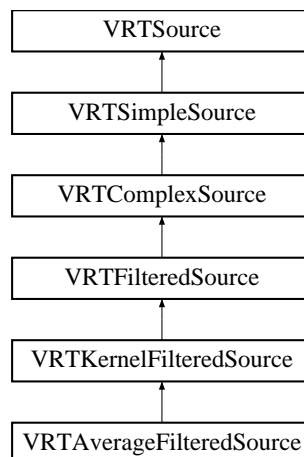 VRTSource
VRTSimpleSource
VRTComplexSource
VRTFilteredSource
VRTKernelFilteredSource
VRTAverageFilteredSource